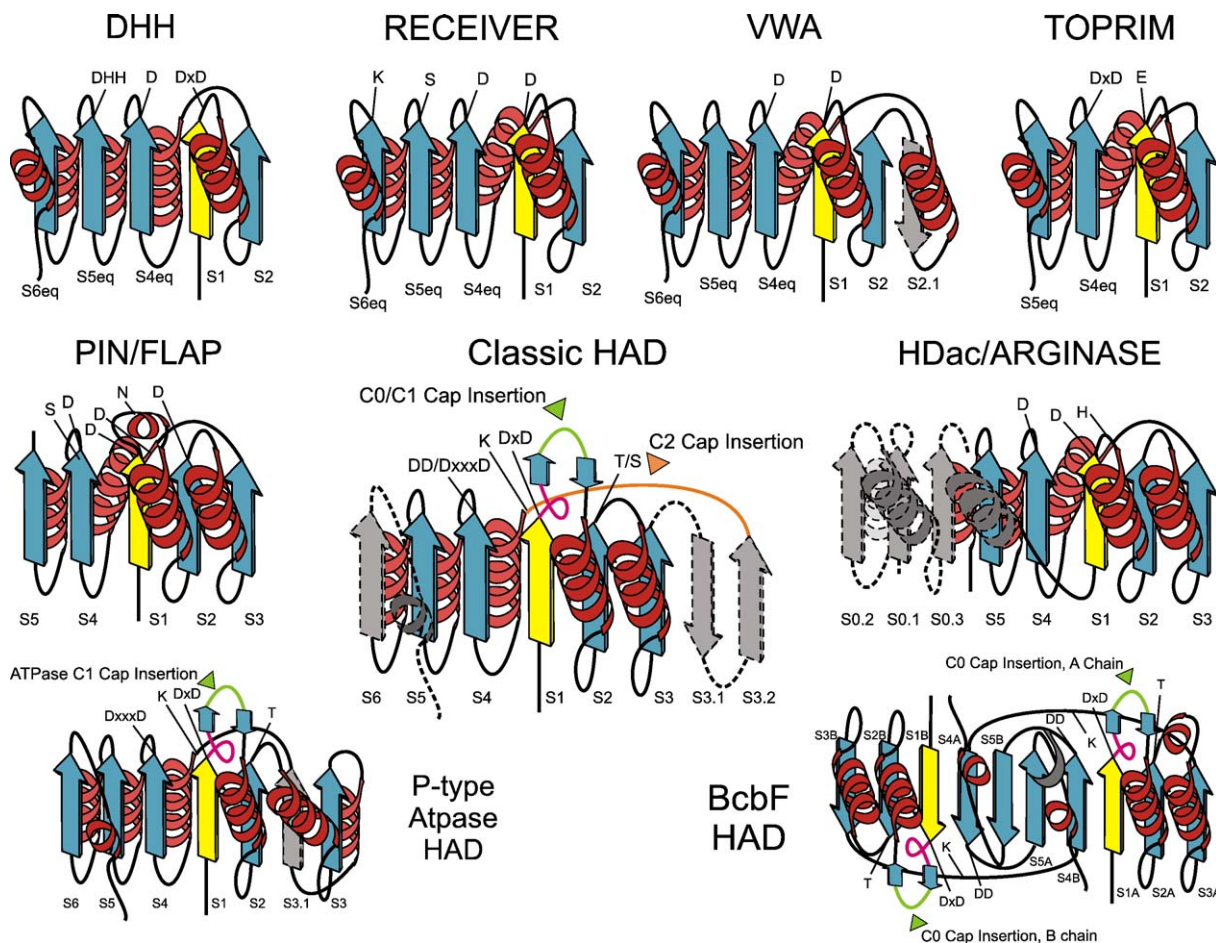 DHH
RECEIVER
VWA
TOPRIM
DHH D DxD
K S D D
D D
DxD E
S6eq S5eq S4eq S1 S2
S6eq S5eq S4eq S1 S2
S6eq S5eq S4eq S1 S2 S2.1
S5eq S4eq S1 S2
PIN/FLAP
Classic HAD
HDac/ARGINASE
S D D D N D
C0/C1 Cap Insertion
C2 Cap Insertion
K DxD
DD/DxxxD
T/S
D D H
S5 S4 S1 S2 S3
S6 S5 S4 S1 S2 S3 S3.1 S3.2
S0.2 S0.1 S0.3 S5 S4 S1 S2 S3
ATPase C1 Cap Insertion
K DxD
DxxxD
T
S6 S5 S4 S1 S2 S3.1 S3
P-type
Atpase
HAD
BcbF
HAD
C0 Cap Insertion, A Chain
DxD T
DD K
S3B S2B S1B S4A S5B
T K
DxD DD
S5A S4B S1A S2A S3A
C0 Cap Insertion, B chain